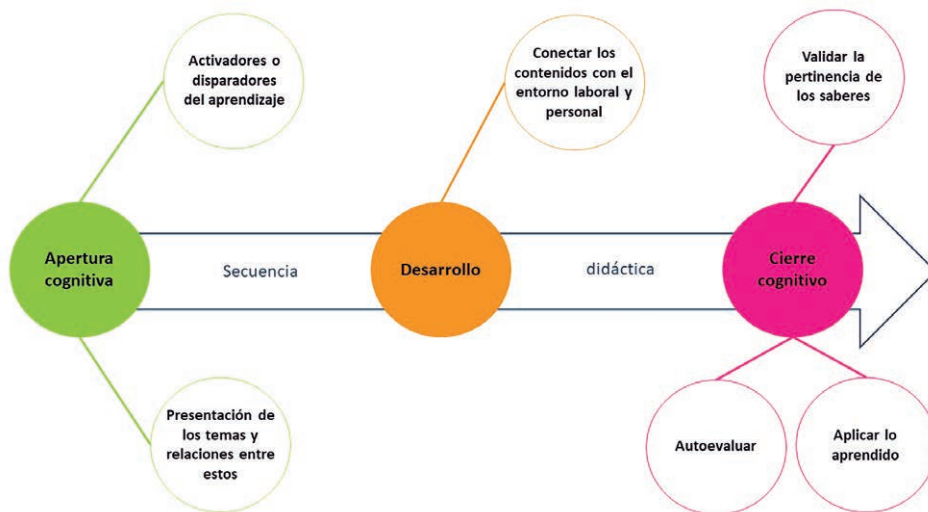 Activadores o
disparadores
del aprendizaje
Conectar los
contenidos con el
entorno laboral y
personal
Validar la
pertinencia de
los saberes
Apertura
cognitiva
Secuencia
Desarrollo
didáctica
Cierre
cognitivo
Presentación de
los temas y
relaciones entre
estos
Autoevaluar
Aplicar lo
aprendido